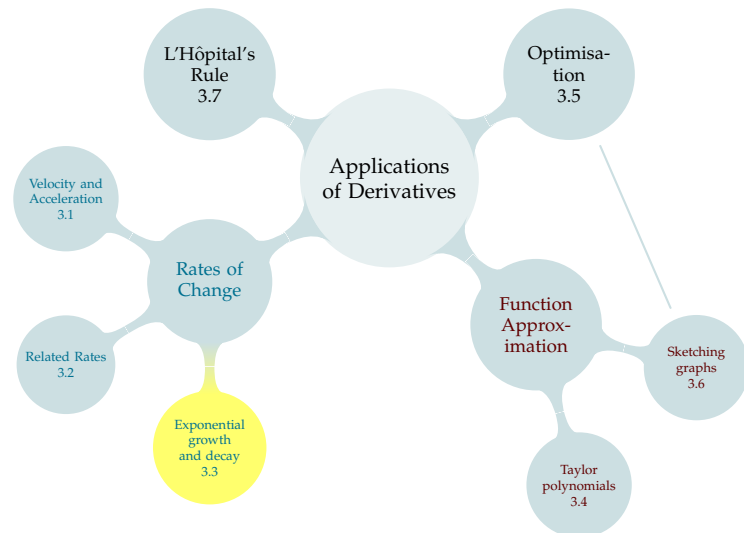 L'Hôpital's
Rule
3.7
Optimisa-
tion
3.5
Applications
of Derivatives
Velocity and
Acceleration
3.1
Rates of
Change
Related Rates
3.2
Exponential
growth
and decay
3.3
Function
Approx-
imation
Sketching
graphs
3.6
Taylor
polynomials
3.4